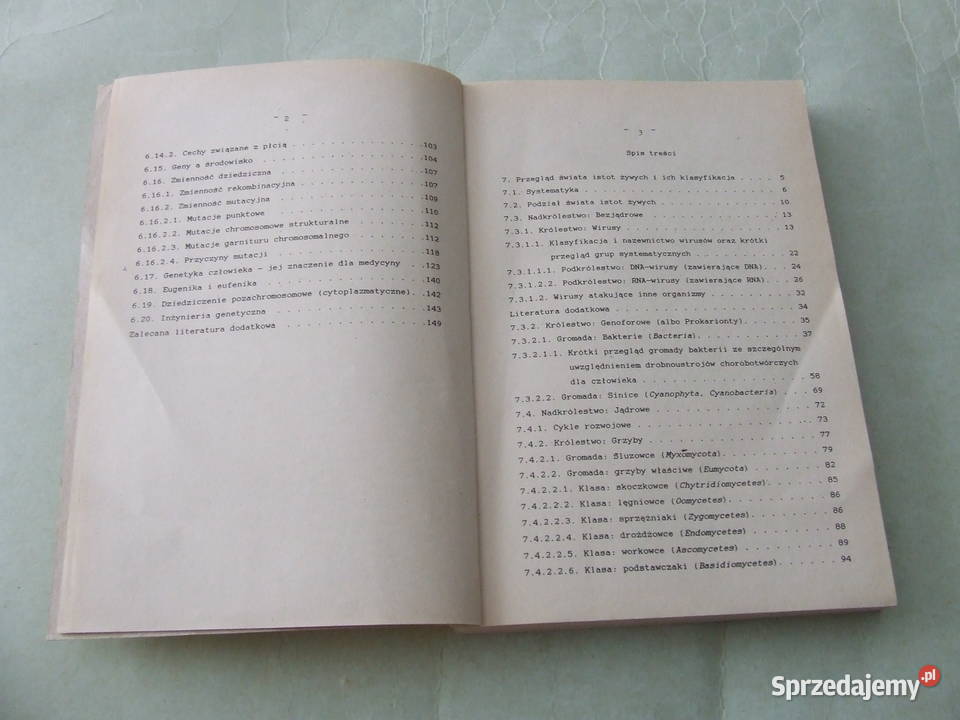 - 2 -
6.14.2. Cechy związane z płcią . . . . . . . . . . . . . . .103
6.15. Geny a środowisko . . . . . . . . . . . . . . . . . . .104
6.16. Zmienność dziedziczna . . . . . . . . . . . . . . . . .107
6.16.1. Zmienność rekombinacyjna . . . . . . . . . . . . . . .107
6.16.2. Zmienność mutacyjna . . . . . . . . . . . . . . . . .109
6.16.2.1. Mutacje punktowe . . . . . . . . . . . . . . . . .110
6.16.2.2. Mutacje chromosomowe strukturalne . . . . . . . . .112
6.16.2.3. Mutacje garnituru chromosomalnego . . . . . . . . .112
6.16.2.4. Przyczyny mutacji . . . . . . . . . . . . . . . . .118
6.17. Genetyka człowieka - jej znaczenie dla medycyny . . . .123
6.18. Eugenika i eufenika . . . . . . . . . . . . . . . . . .140
6.19. Dziedziczenie pozachromosomowe (cytoplazmatyczne). . . .142
6.20. Inżynieria genetyczna . . . . . . . . . . . . . . . . .143
Zalecana literatura dodatkowa . . . . . . . . . . . . . . . .149
- 3 -
Spis treści
7. Przegląd świata istot żywych i ich klasyfikacja . . . . . 5
7.1. Systematyka . . . . . . . . . . . . . . . . . . . . . . 6
7.2. Podział świata istot żywych . . . . . . . . . . . . . . 10
7.3. Nadkrólestwo: Bezjądrowe . . . . . . . . . . . . . . . 13
7.3.1. Królestwo: Wirusy . . . . . . . . . . . . . . . . . . 13
7.3.1.1. Klasyfikacja i nazewnictwo wirusów oraz krótki
przegląd grup systematycznych . . . . . . . . . . . 22
7.3.1.1.1. Podkrólestwo: DNA-wirusy (zawierające DNA). . . . 24
7.3.1.2.2. Podkrólestwo: RNA-wirusy (zawierające RNA). . . . 26
7.3.1.2. Wirusy atakujące inne organizmy . . . . . . . . . . 32
Literatura dodatkowa . . . . . . . . . . . . . . . . . . . . 34
7.3.2. Królestwo: Genoforowe (albo Prokarionty). . . . . . . 35
7.3.2.1. Gromada: Bakterie (Bacteria). . . . . . . . . . . . 37
7.3.2.1.1. Krótki przegląd gromady bakterii ze szczególnym
uwzględnieniem drobnoustrojów chorobotwórczych
dla człowieka . . . . . . . . . . . . . . . . . . 58
7.3.2.2. Gromada: Sinice (Cyanophyta, Cyanobacteria) . . . . 69
7.4. Nadkrólestwo: Jądrowe . . . . . . . . . . . . . . . . . 72
7.4.1. Cykle rozwojowe . . . . . . . . . . . . . . . . . . . 73
7.4.2. Królestwo: Grzyby . . . . . . . . . . . . . . . . . . 77
7.4.2.1. Gromada: Śluzowce (Myxomycota). . . . . . . . . . . 79
7.4.2.2. Gromada: grzyby właściwe (Eumycota) . . . . . . . . 82
7.4.2.2.1. Klasa: skoczkowce (Chytridiomycetes). . . . . . . 85
7.4.2.2.2. Klasa: lęgniowce (Oomycetes). . . . . . . . . . . 86
7.4.2.2.3. Klasa: sprzężniaki (Zygomycetes). . . . . . . . . 86
7.4.2.2.4. Klasa: drożdżowce (Endomycetes) . . . . . . . . . 88
7.4.2.2.5. Klasa: workowce (Ascomycetes) . . . . . . . . . . 89
7.4.2.2.6. Klasa: podstawczaki (Basidiomycetes). . . . . . . 94
Sprzedajemy.pl